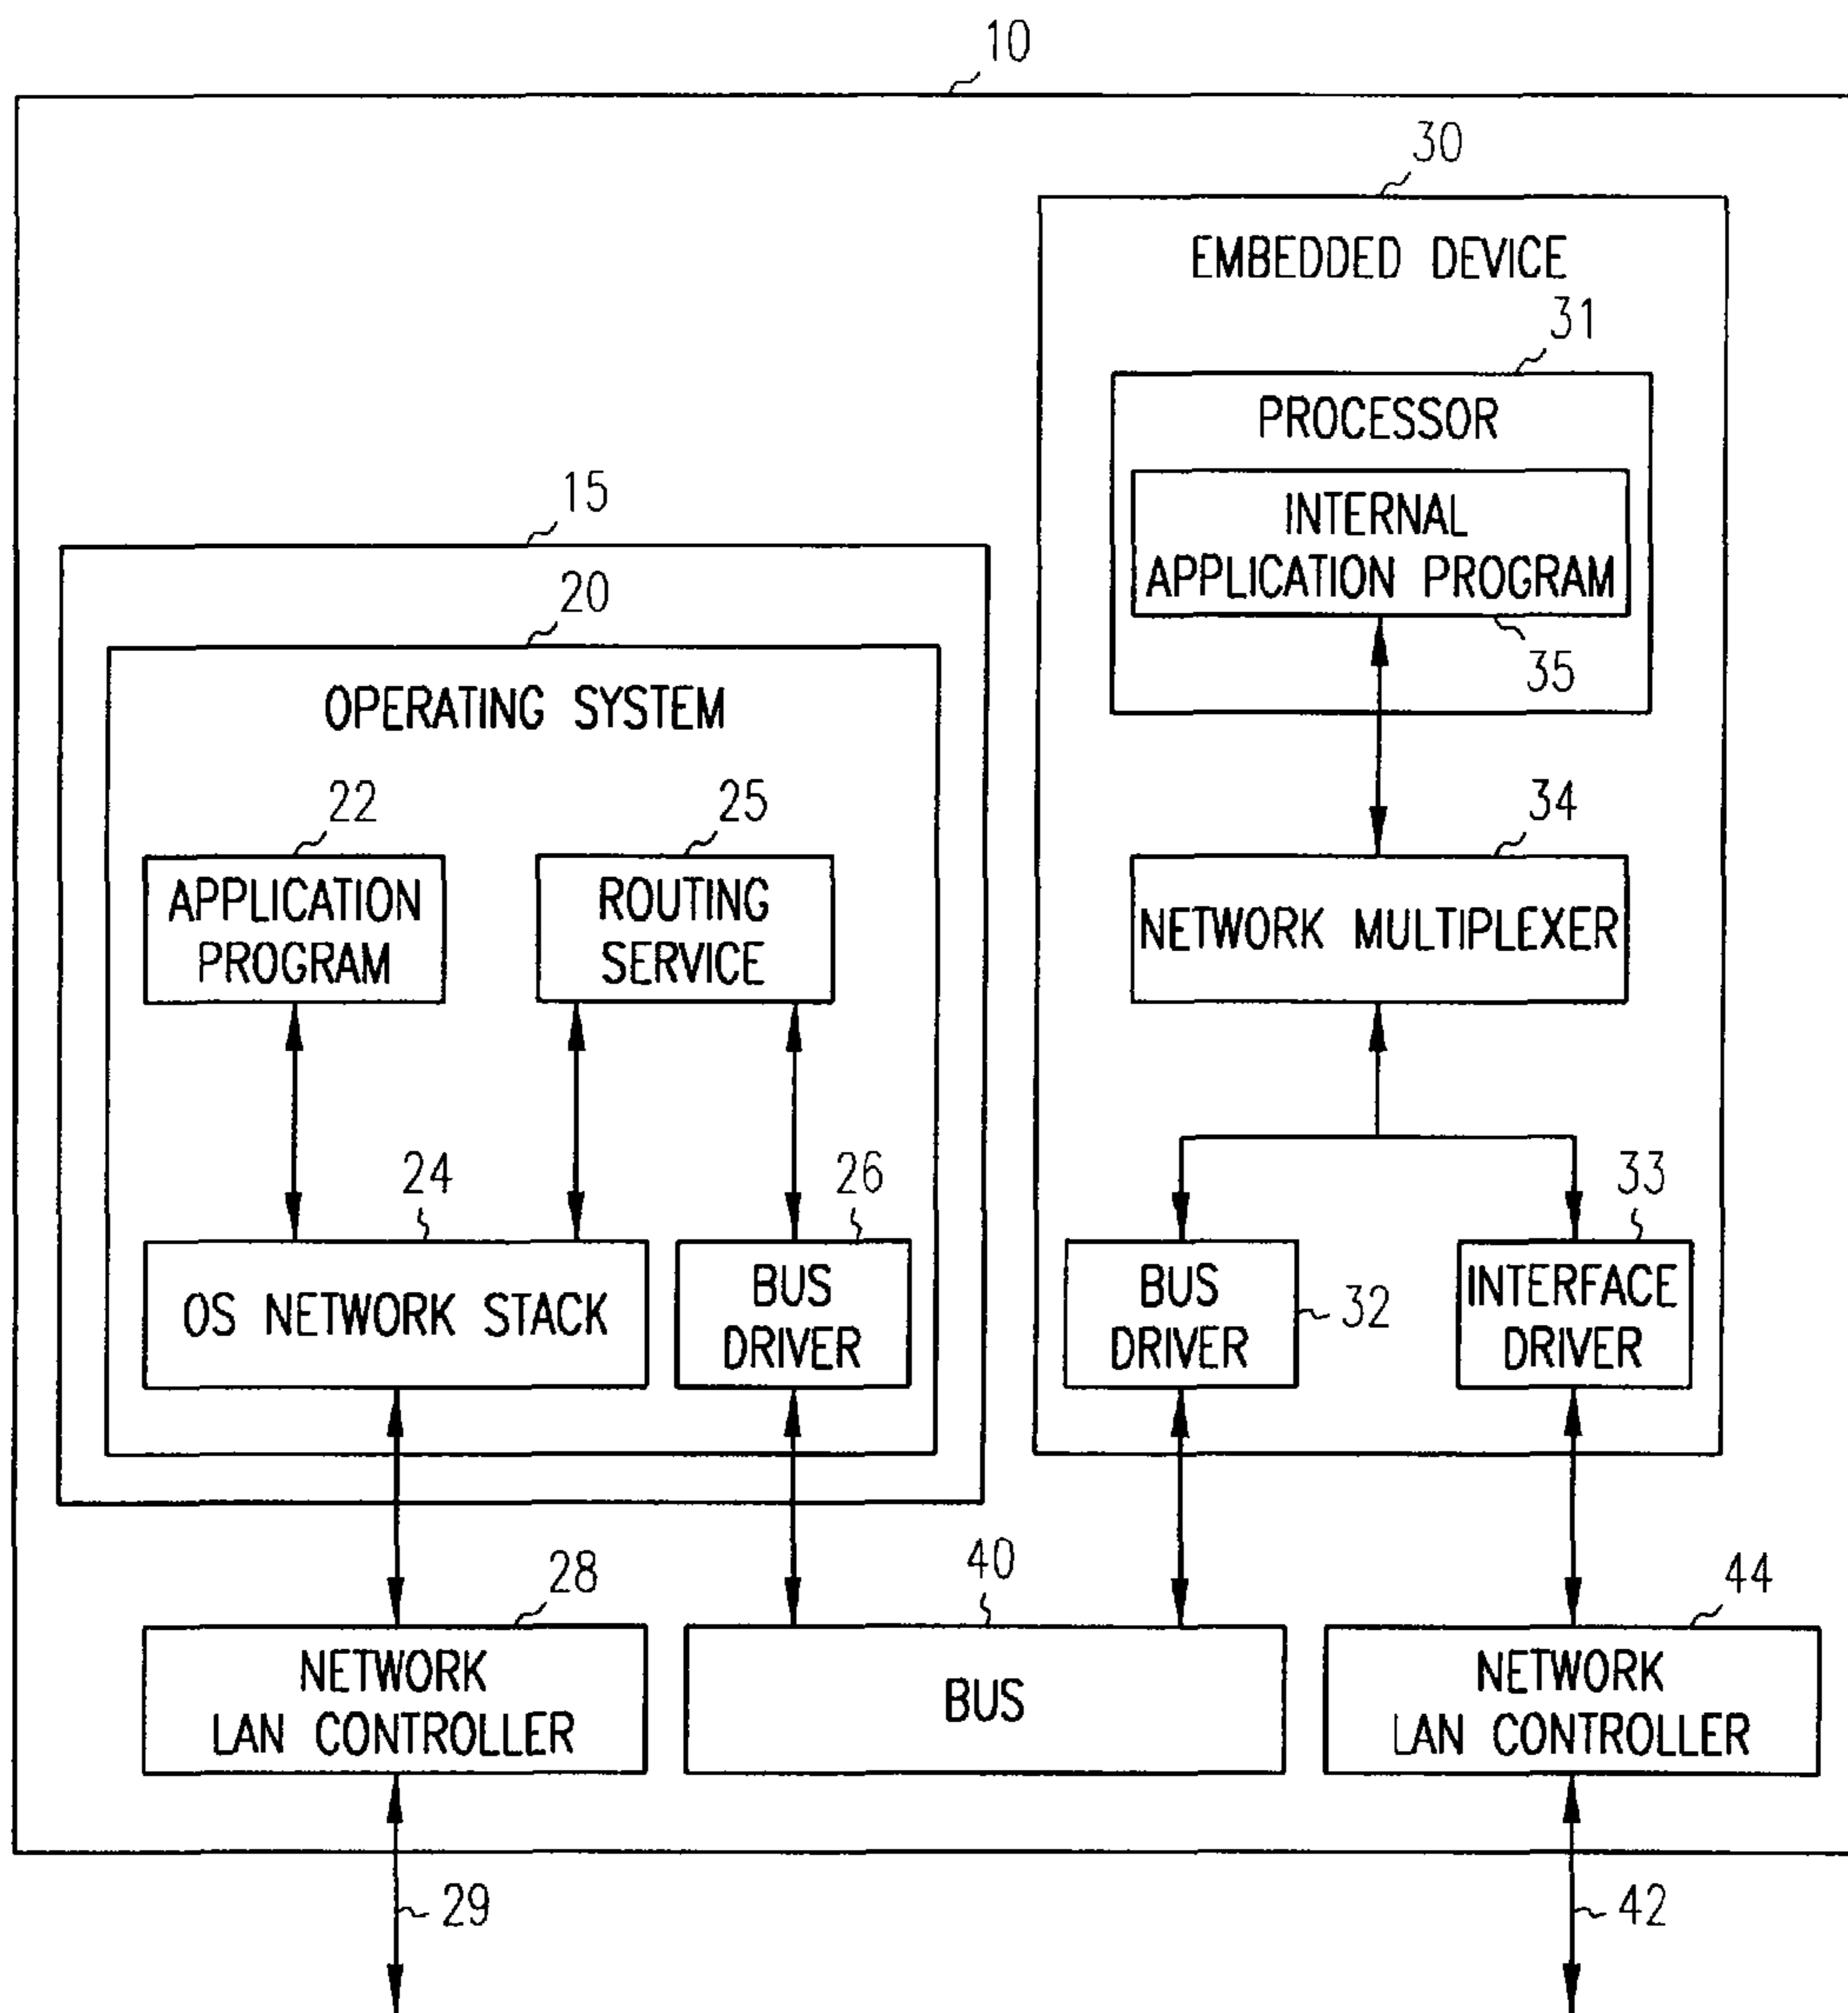 10
30
EMBEDDED DEVICE
31
PROCESSOR
INTERNAL
APPLICATION PROGRAM
35
15
20
OPERATING SYSTEM
22
25
34
APPLICATION
PROGRAM
ROUTING
SERVICE
NETWORK MULTIPLEXER
24
26
33
OS NETWORK STACK
BUS
DRIVER
BUS
DRIVER
32
INTERFACE
DRIVER
28
40
44
NETWORK
LAN CONTROLLER
BUS
NETWORK
LAN CONTROLLER
29
42